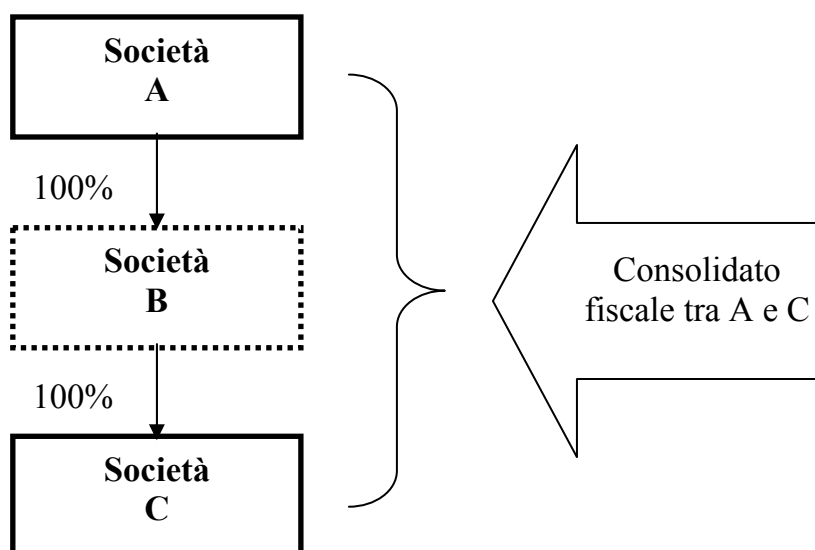 Società
A
100%
Società
B
100%
Società
C
Consolidato
fiscale tra A e C